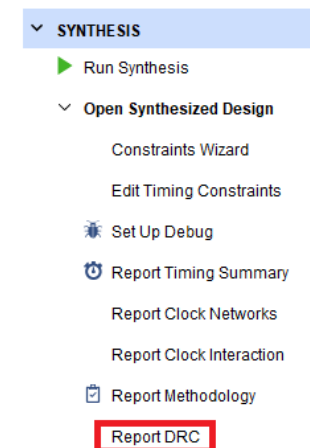 SYNTHESIS
Run Synthesis
Open Synthesized Design
Constraints Wizard
Edit Timing Constraints
Set Up Debug
Report Timing Summary
Report Clock Networks
Report Clock Interaction
Report Methodology
Report DRC